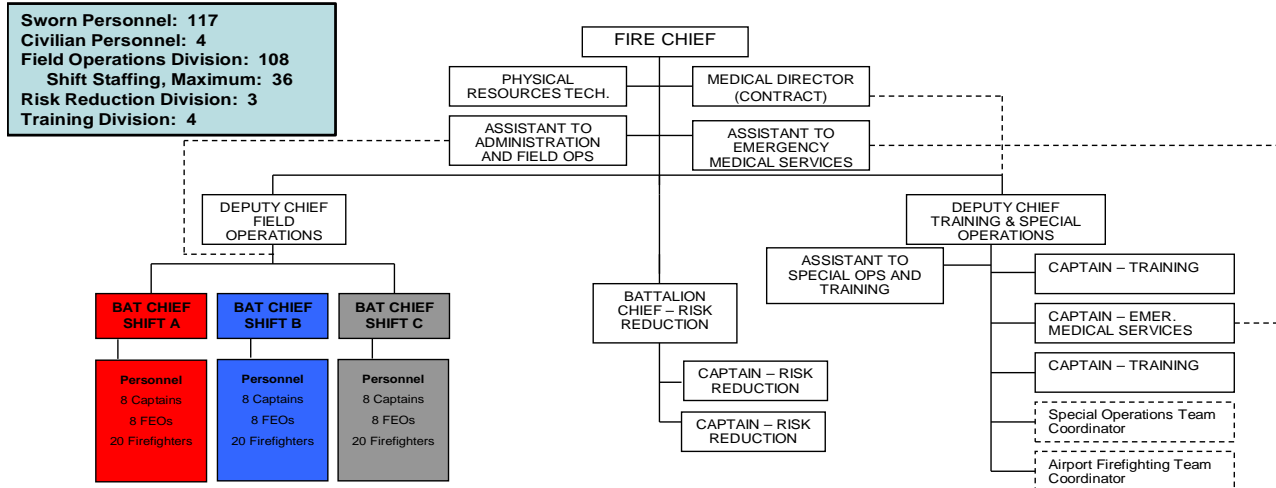 Sworn Personnel: 117
Civilian Personnel: 4
Field Operations Division: 108
Shift Staffing, Maximum: 36
Risk Reduction Division: 3
Training Division: 4
FIRE CHIEF
PHYSICAL
RESOURCES TECH.
MEDICAL DIRECTOR
(CONTRACT)
ASSISTANT TO
ADMINISTRATION
AND FIELD OPS
ASSISTANT TO
EMERGENCY
MEDICAL SERVICES
DEPUTY CHIEF
FIELD
OPERATIONS
DEPUTY CHIEF
TRAINING & SPECIAL
OPERATIONS
BAT CHIEF
SHIFT A
BAT CHIEF
SHIFT B
BAT CHIEF
SHIFT C
Personnel
8 Captains
8 FEOs
20 Firefighters
Personnel
8 Captains
8 FEOs
20 Firefighters
Personnel
8 Captains
8 FEOs
20 Firefighters
BATTALION
CHIEF – RISK
REDUCTION
CAPTAIN – RISK
REDUCTION
CAPTAIN – RISK
REDUCTION
ASSISTANT TO
SPECIAL OPS AND
TRAINING
CAPTAIN – TRAINING
CAPTAIN – EMER.
MEDICAL SERVICES
CAPTAIN – TRAINING
Special Operations Team
Coordinator
Airport Firefighting Team
Coordinator